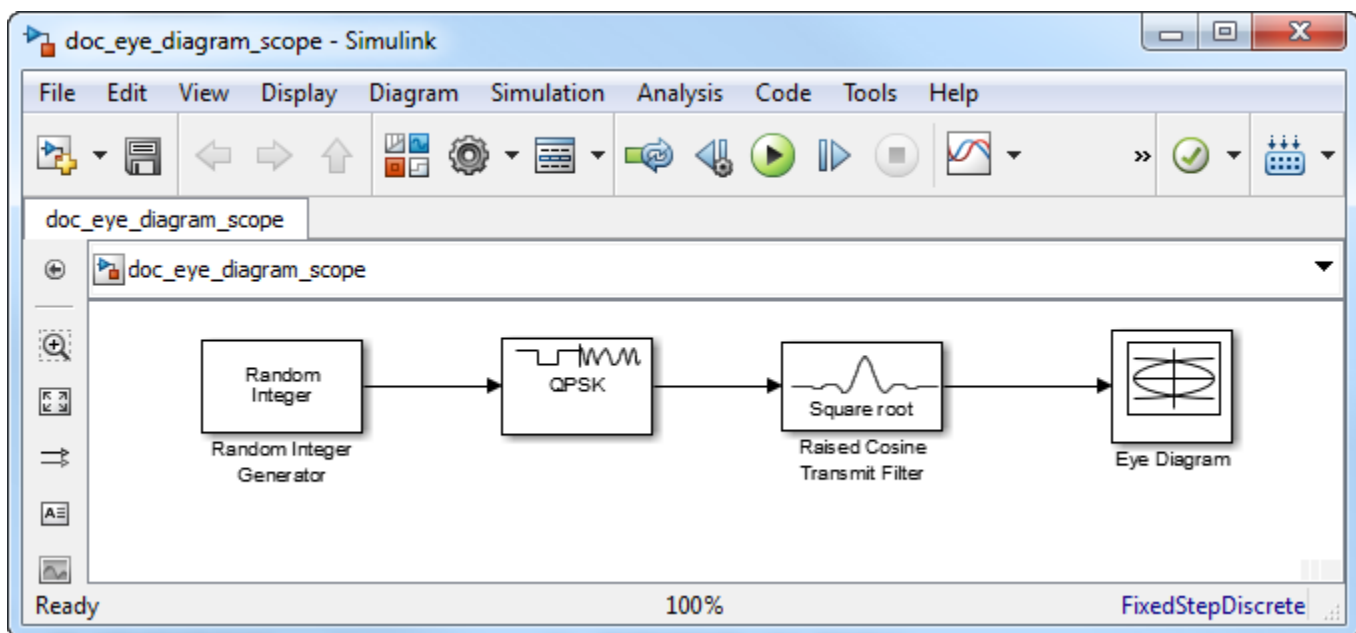 doc_eye_diagram_scope - Simulink
File Edit View Display Diagram Simulation Analysis Code Tools Help
»
doc_eye_diagram_scope
doc_eye_diagram_scope
Random
Integer
Random Integer
Generator
QPSK
Square root
Raised Cosine
Transmit Filter
Eye Diagram
Ready 100% FixedStepDiscrete